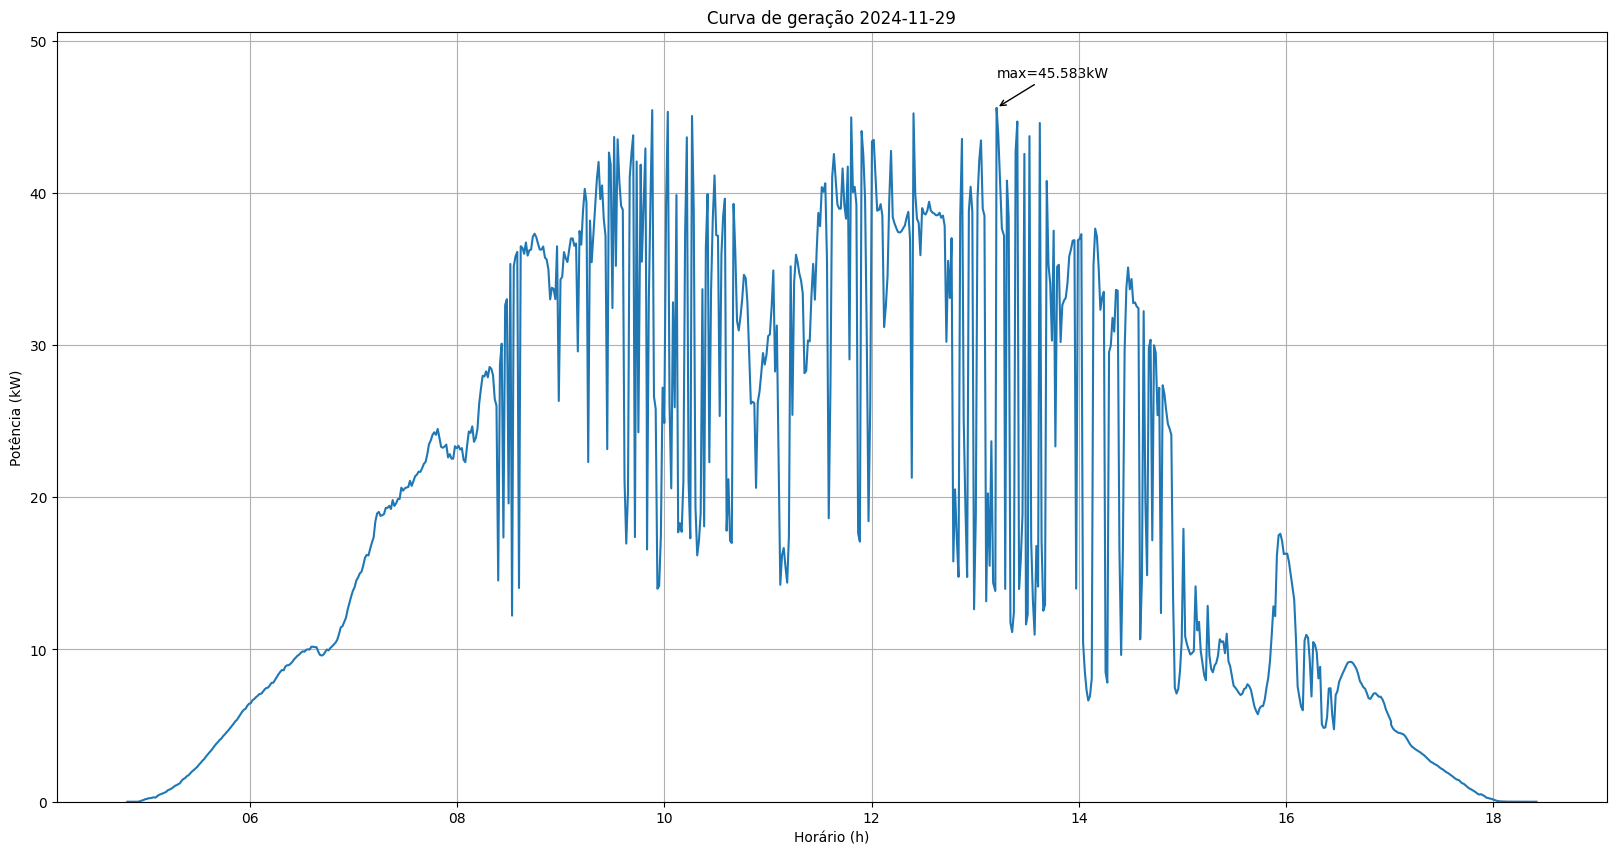 Curva de geração 2024-11-29
max=45.583kW
Potência (kW)
50
40
30
20
10
0
06 08 10 12 14 16 18
Horário (h)